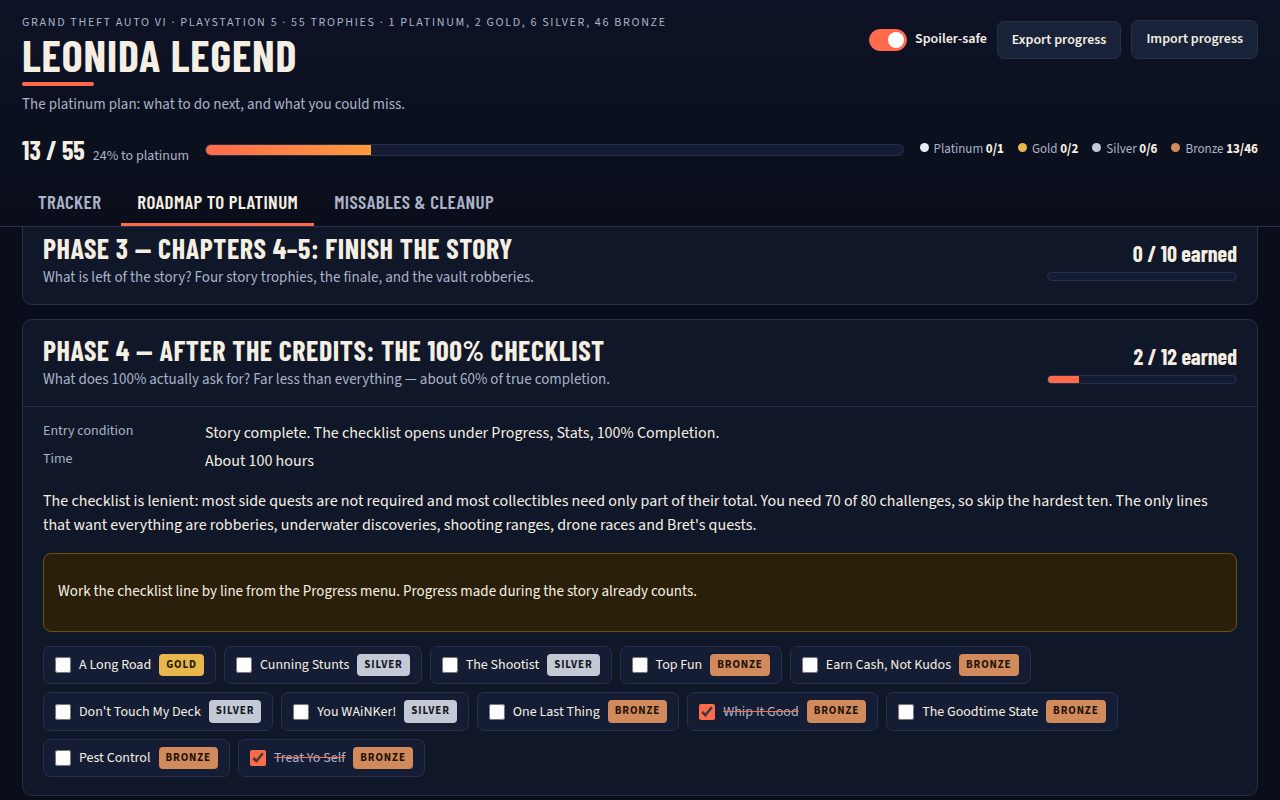 GRAND THEFT AUTO VI · PLAYSTATION 5 · 55 TROPHIES · 1 PLATINUM, 2 GOLD, 6 SILVER, 46 BRONZE
LEONIDA LEGEND
The platinum plan: what to do next, and what you could miss.
Spoiler-safe
Export progress
Import progress
13 / 55 24% to platinum
Platinum 0/1 Gold 0/2 Silver 0/6 Bronze 13/46
TRACKER ROADMAP TO PLATINUM MISSABLES & CLEANUP
PHASE 3 — CHAPTERS 4–5: FINISH THE STORY
What is left of the story? Four story trophies, the finale, and the vault robberies.
0 / 10 earned
PHASE 4 — AFTER THE CREDITS: THE 100% CHECKLIST
What does 100% actually ask for? Far less than everything — about 60% of true completion.
2 / 12 earned
Entry condition Story complete. The checklist opens under Progress, Stats, 100% Completion.
Time About 100 hours
The checklist is lenient: most side quests are not required and most collectibles need only part of their total. You need 70 of 80 challenges, so skip the hardest ten. The only lines
that want everything are robberies, underwater discoveries, shooting ranges, drone races and Bret's quests.
Work the checklist line by line from the Progress menu. Progress made during the story already counts.
A Long Road GOLD Cunning Stunts SILVER The Shootist SILVER Top Fun BRONZE Earn Cash, Not Kudos BRONZE
Don't Touch My Deck SILVER You WAiNKer! SILVER One Last Thing BRONZE Whip It Good BRONZE The Goodtime State BRONZE
Pest Control BRONZE Treat Yo Self BRONZE